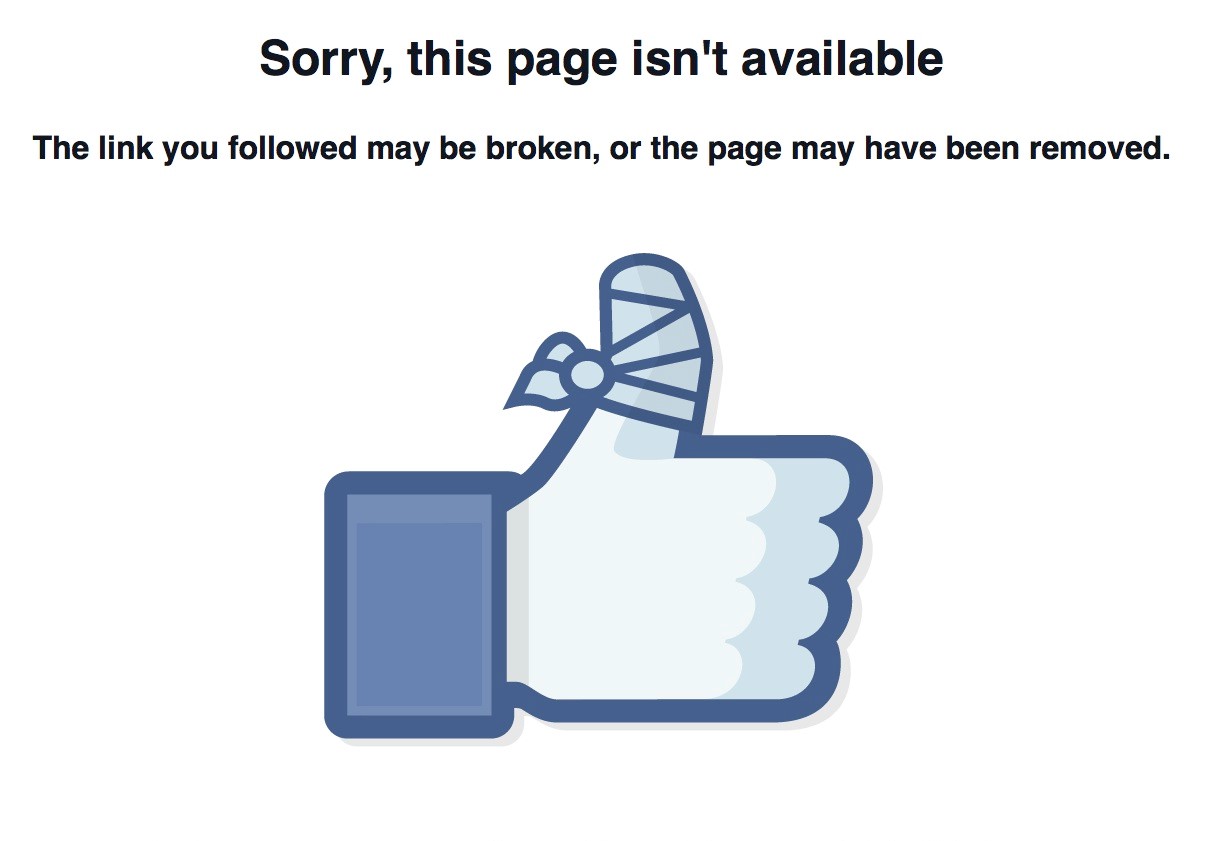 Sorry, this page isn't available
The link you followed may be broken, or the page may have been removed.